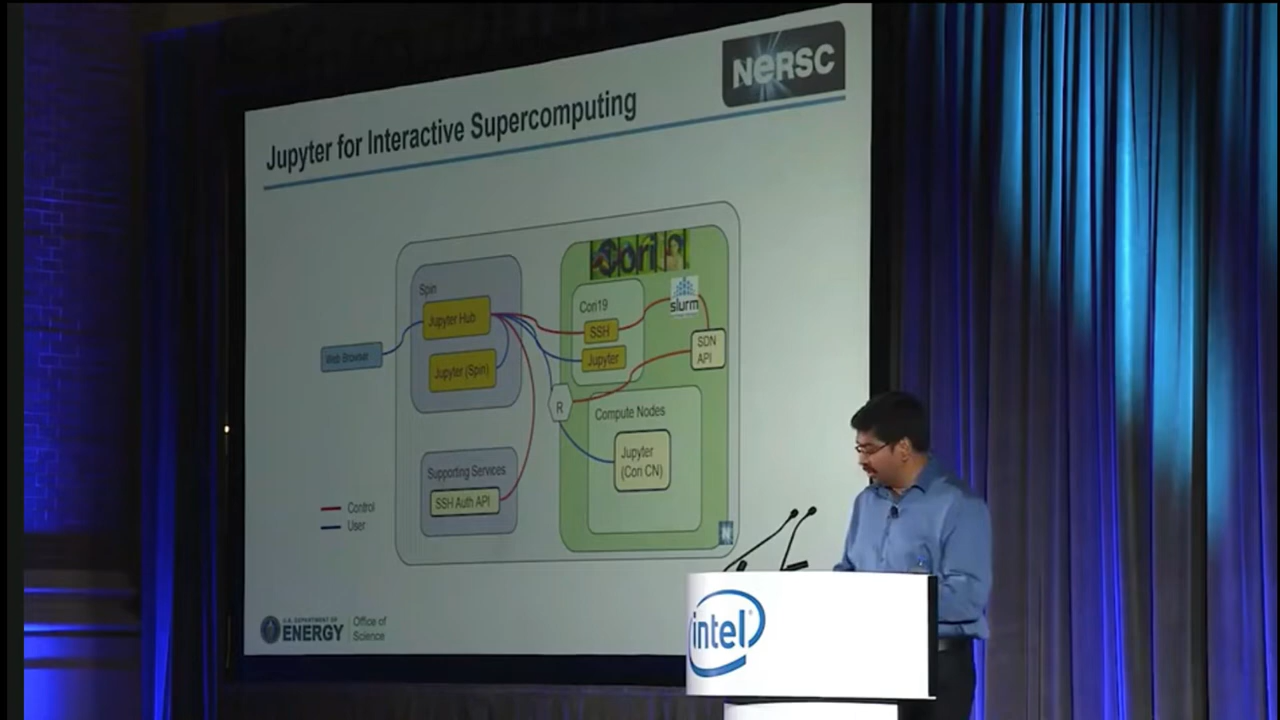 NERSC
Jupyter for Interactive Supercomputing
Cori
Spin
Jupyter Hub
Jupyter (Spin)
Web Browser
Cori19
SSH
Jupyter
slurm
SDN
API
R
Compute Nodes
Jupyter
(Cori CN)
Supporting Services
SSH Auth API
Control
User
U.S. DEPARTMENT OF
ENERGY
Office of
Science
intel